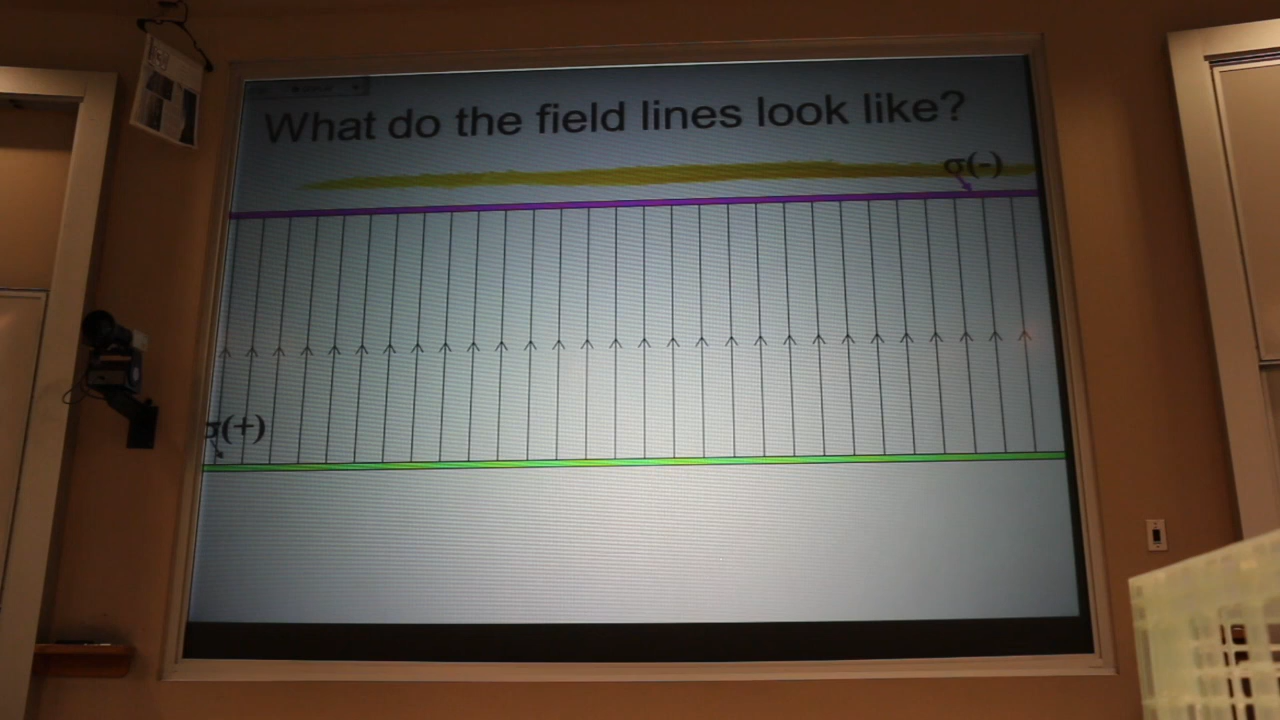 What do the field lines look like?
σ(-)
σ(+)